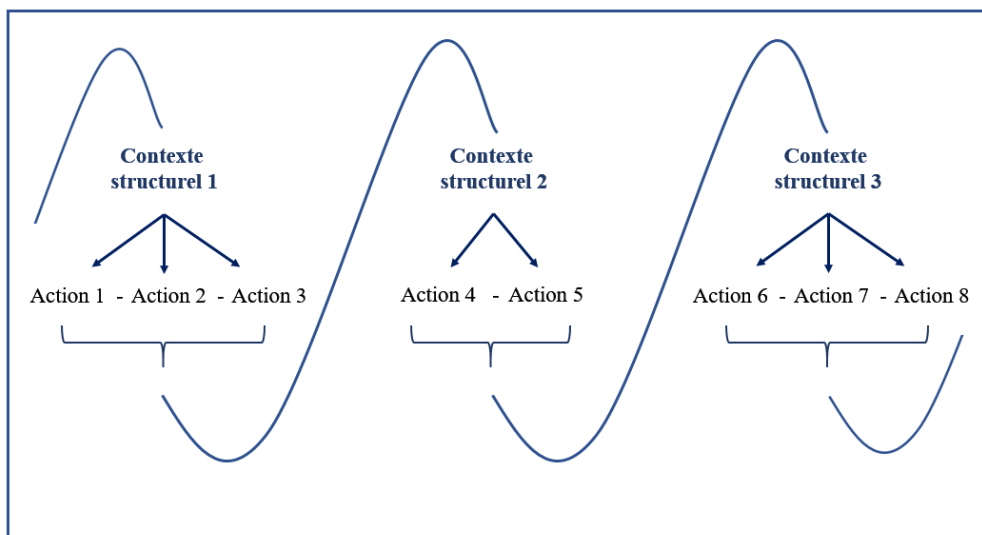 Contexte
structurel 1
Contexte
structurel 2
Contexte
structurel 3
Action 1 - Action 2 - Action 3
Action 4 - Action 5
Action 6 - Action 7 - Action 8